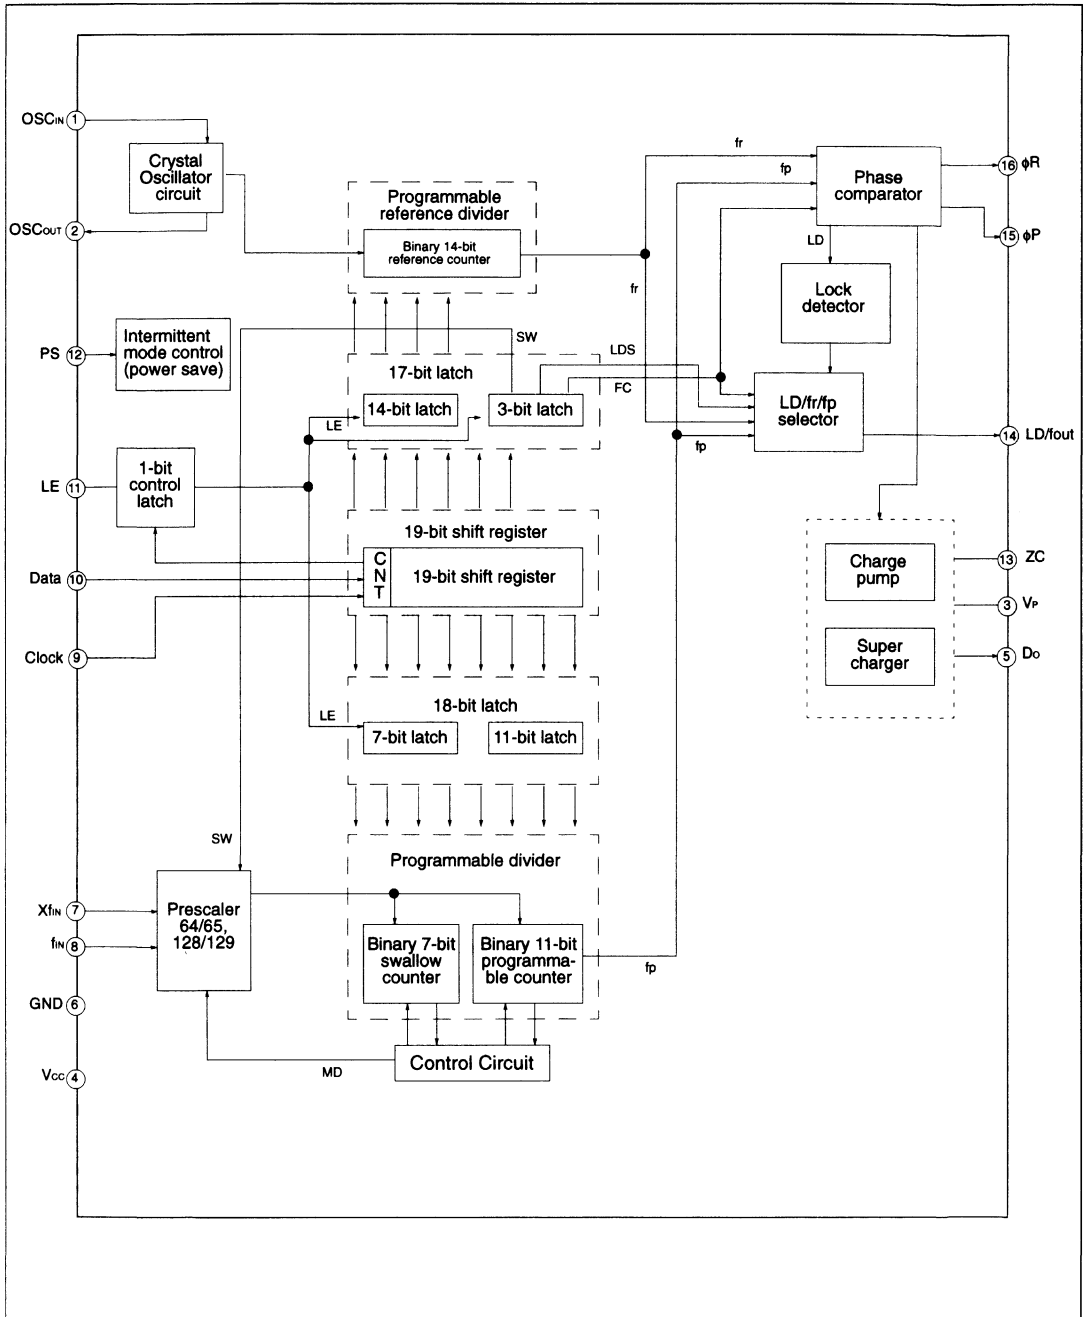 OSCIN 1
Crystal
Oscillator
circuit
OSCOUT 2
PS 12
Intermittent
mode control
(power save)
LE 11
1-bit
control
latch
Data 10
Clock 9
XfIN 7
fIN 8
GND 6
VCC 4
Prescaler
64/65,
128/129
SW
MD
Programmable
reference divider
Binary 14-bit
reference counter
SW
17-bit latch
14-bit latch
3-bit latch
LE
19-bit shift register
C
N
T
19-bit shift register
18-bit latch
LE
7-bit latch
11-bit latch
Programmable divider
Binary 7-bit
swallow
counter
Binary 11-bit
programma-
ble counter
Control Circuit
fp
fr
fr
fp
LDS
FC
fp
Phase
comparator
LD
Lock
detector
LD/fr/fp
selector
Charge
pump
Super
charger
16 ϕR
15 ϕP
14 LD/fout
13 ZC
3 VP
5 DO